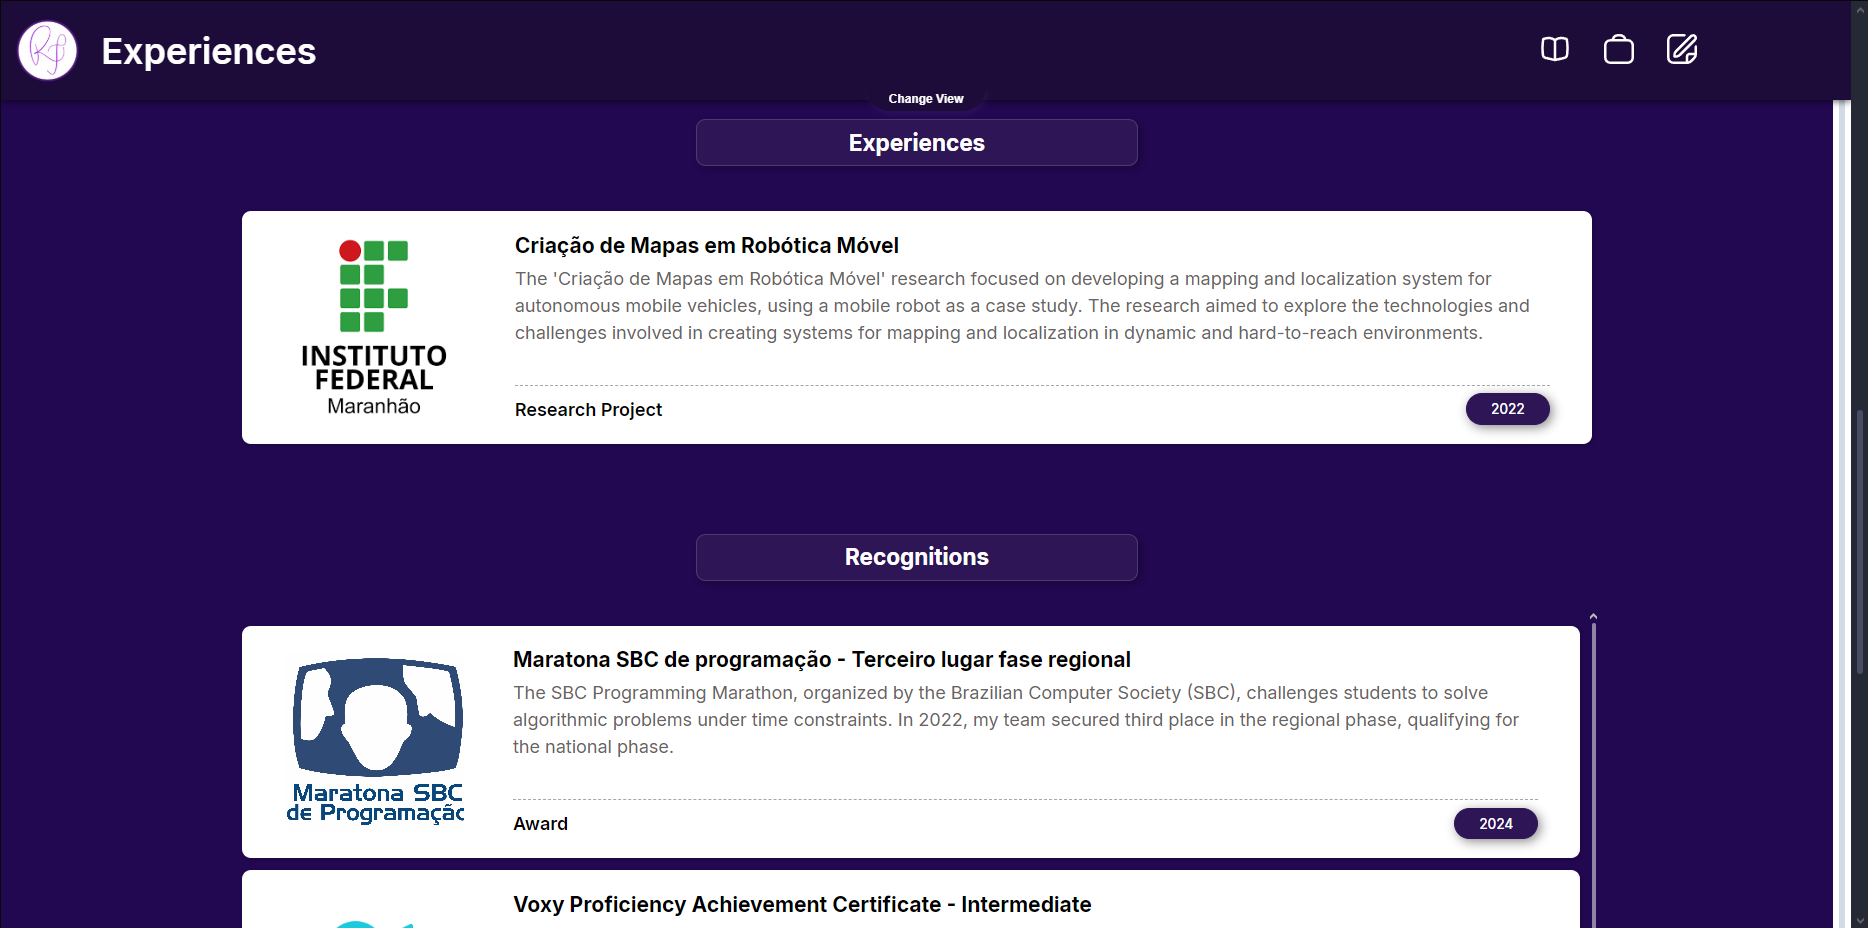 Experiences
Change View
Experiences
INSTITUTO
FEDERAL
Maranhão
Criação de Mapas em Robótica Móvel
The 'Criação de Mapas em Robótica Móvel' research focused on developing a mapping and localization system for
autonomous mobile vehicles, using a mobile robot as a case study. The research aimed to explore the technologies and
challenges involved in creating systems for mapping and localization in dynamic and hard-to-reach environments.
Research Project
2022
Recognitions
Maratona SBC
de Programação
Maratona SBC de programação - Terceiro lugar fase regional
The SBC Programming Marathon, organized by the Brazilian Computer Society (SBC), challenges students to solve
algorithmic problems under time constraints. In 2022, my team secured third place in the regional phase, qualifying for
the national phase.
Award
2024
Voxy Proficiency Achievement Certificate - Intermediate